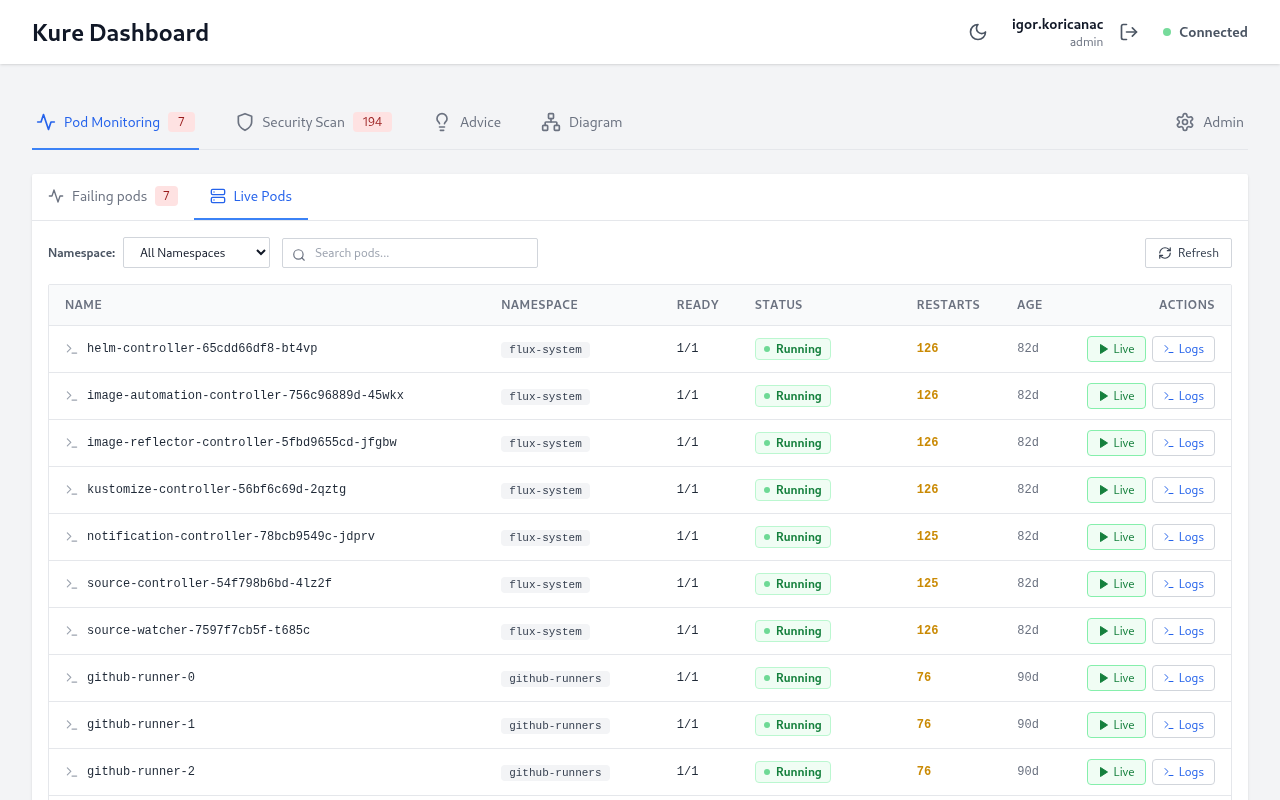 Kure Dashboard
igor.koricanac
admin
Connected
Pod Monitoring 7 Security Scan 194 Advice Diagram Admin
Failing pods 7 Live Pods
Namespace: All Namespaces Search pods... Refresh
NAME NAMESPACE READY STATUS RESTARTS AGE ACTIONS
helm-controller-65cdd66df8-bt4vp flux-system 1/1 Running 126 82d Live Logs
image-automation-controller-756c96889d-45wkx flux-system 1/1 Running 126 82d Live Logs
image-reflector-controller-5fbd9655cd-jfgbw flux-system 1/1 Running 126 82d Live Logs
kustomize-controller-56bf6c69d-2qztg flux-system 1/1 Running 126 82d Live Logs
notification-controller-78bcb9549c-jdprv flux-system 1/1 Running 125 82d Live Logs
source-controller-54f798b6bd-4lz2f flux-system 1/1 Running 125 82d Live Logs
source-watcher-7597f7cb5f-t685c flux-system 1/1 Running 126 82d Live Logs
github-runner-0 github-runners 1/1 Running 76 90d Live Logs
github-runner-1 github-runners 1/1 Running 76 90d Live Logs
github-runner-2 github-runners 1/1 Running 76 90d Live Logs